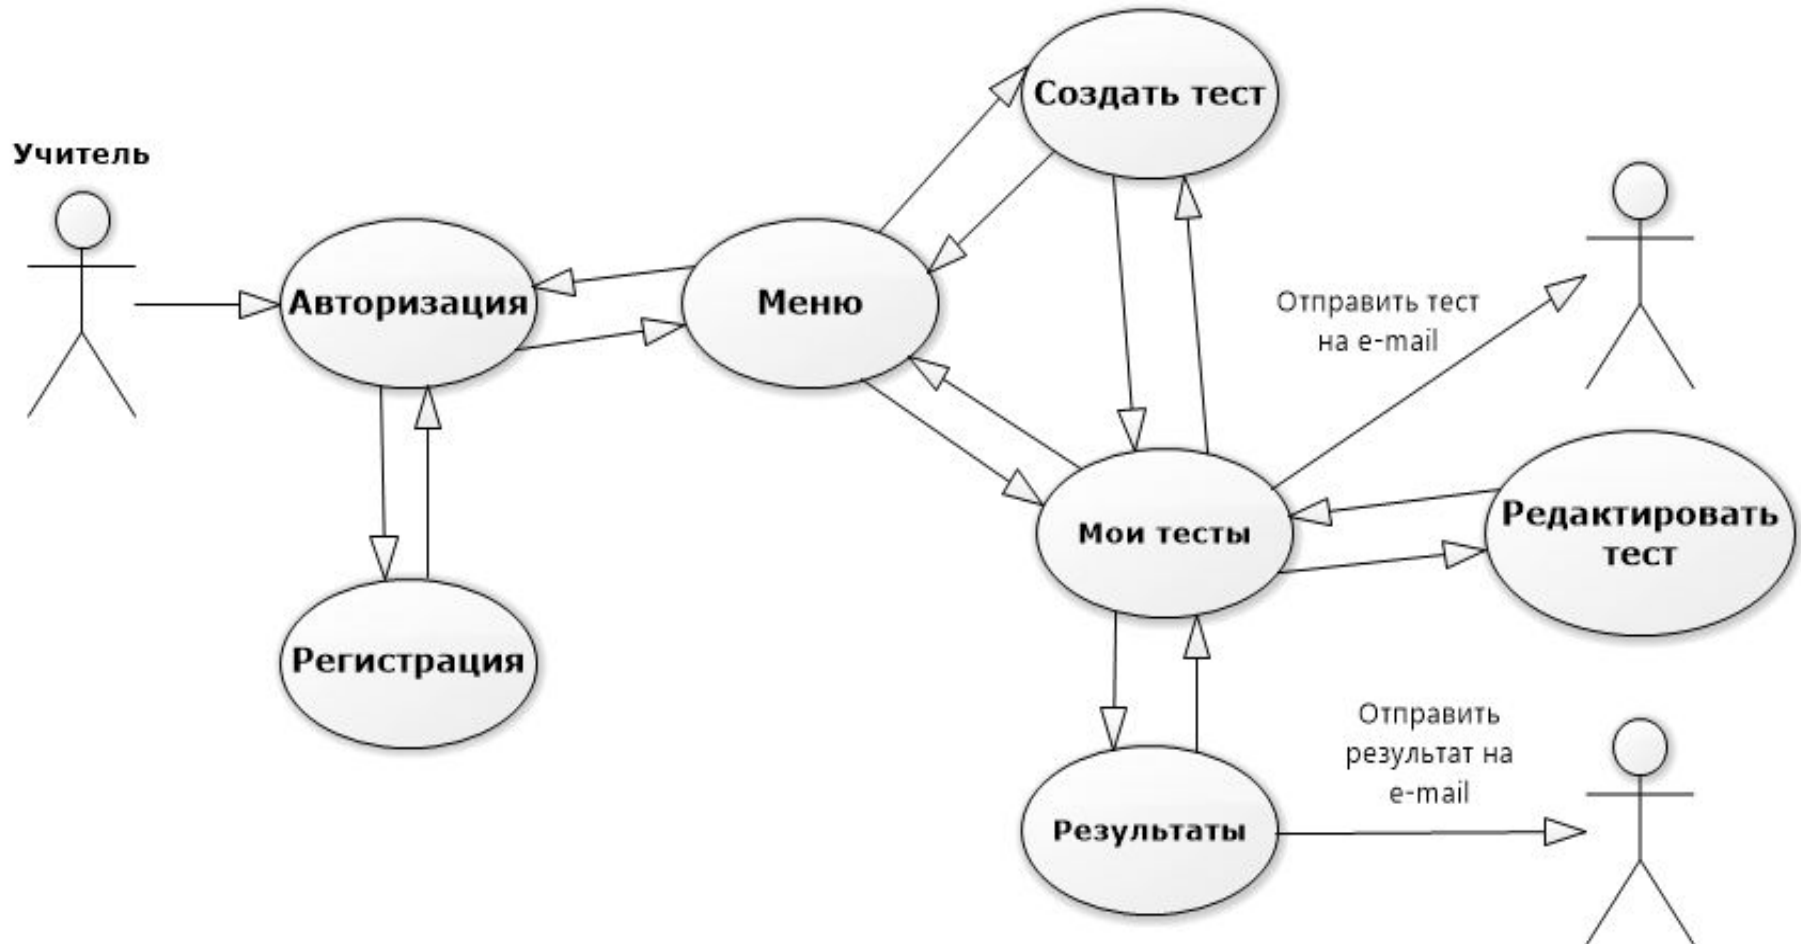 Создать тест
Учитель
Авторизация
Меню
Отправить тест
на e-mail
Мои тесты
Редактировать
тест
Регистрация
Отправить
результат на
e-mail
Результаты